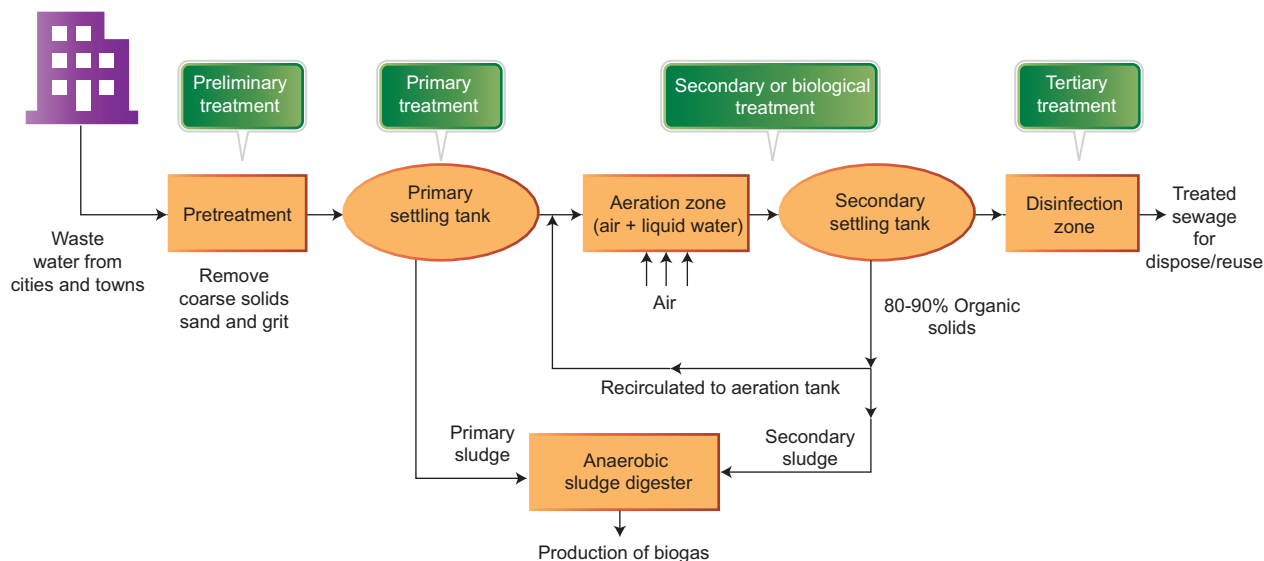 Preliminary
treatment
Primary
treatment
Secondary or biological
treatment
Tertiary
treatment
Pretreatment
Primary
settling tank
Aeration zone
(air + liquid water)
Secondary
settling tank
Disinfection
zone
Treated
sewage
for
dispose/reuse
Waste
water from
cities and towns
Remove
coarse solids
sand and grit
Air
80-90% Organic
solids
Recirculated to aeration tank
Primary
sludge
Secondary
sludge
Anaerobic
sludge digester
Production of biogas